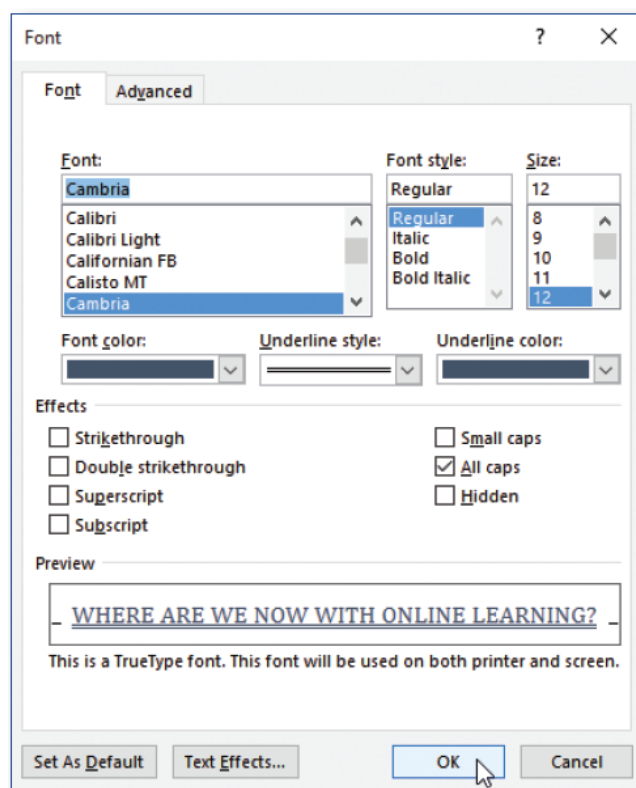 Font ?
Font Advanced
Font: Font style: Size:
Cambria Regular 12
Calibri Regular 8
Calibri Light Italic 9
Californian FB Bold 10
Calisto MT Bold Italic 11
Cambria 12
Font color: Underline style: Underline color:
Effects
Strikethrough Small caps
Double strikethrough All caps
Superscript Hidden
Subscript
Preview
WHERE ARE WE NOW WITH ONLINE LEARNING?
This is a TrueType font. This font will be used on both printer and screen.
Set As Default Text Effects... OK Cancel